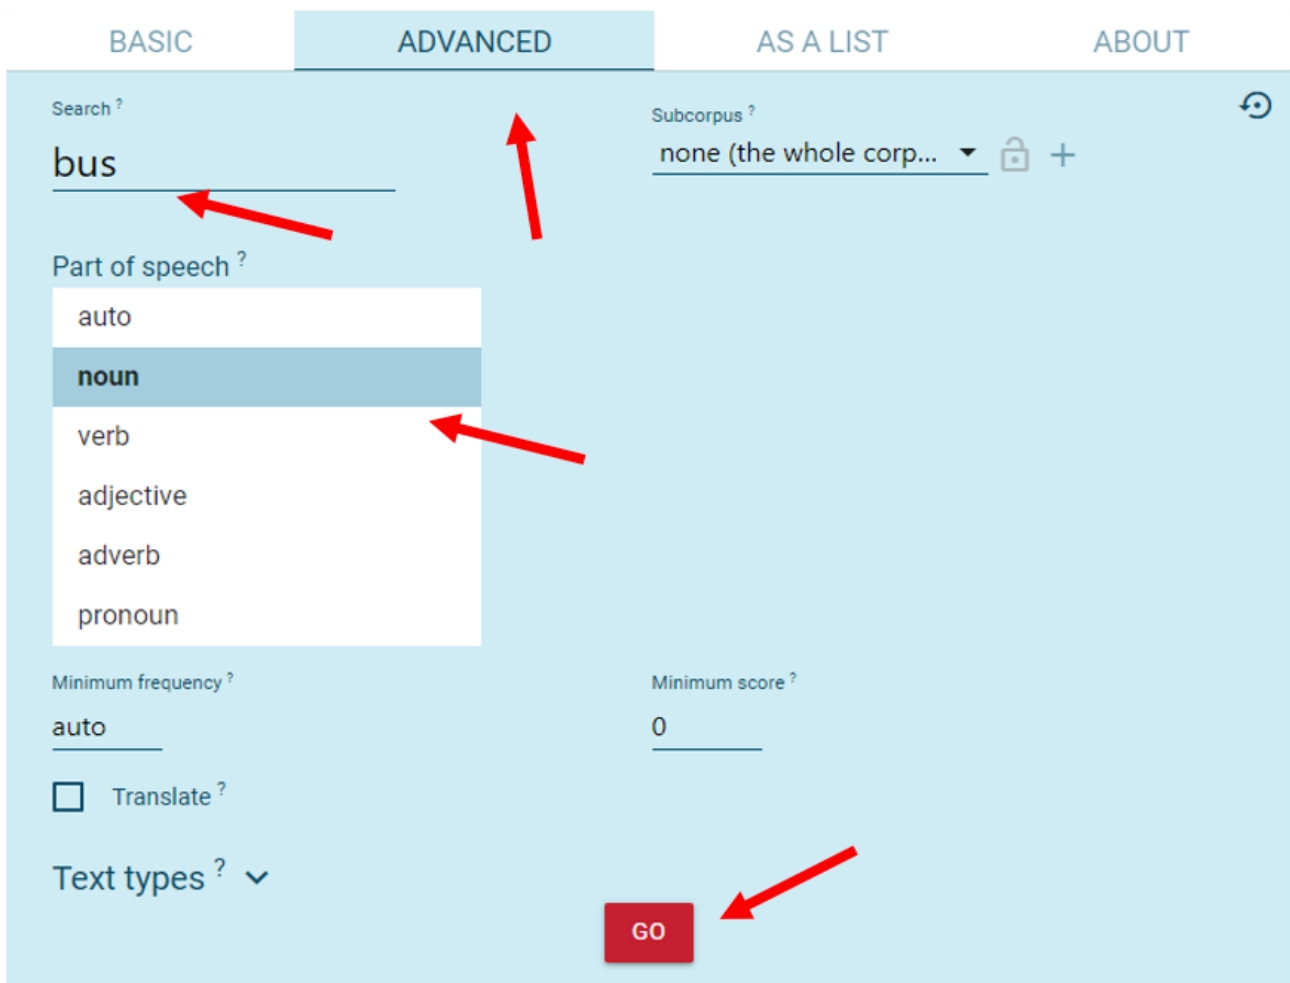 BASIC ADVANCED AS A LIST ABOUT
Search ?
bus
Subcorpus ?
none (the whole corp...
Part of speech ?
auto
noun
verb
adjective
adverb
pronoun
Minimum frequency ?
auto
Minimum score ?
0
Translate ?
Text types ?
GO